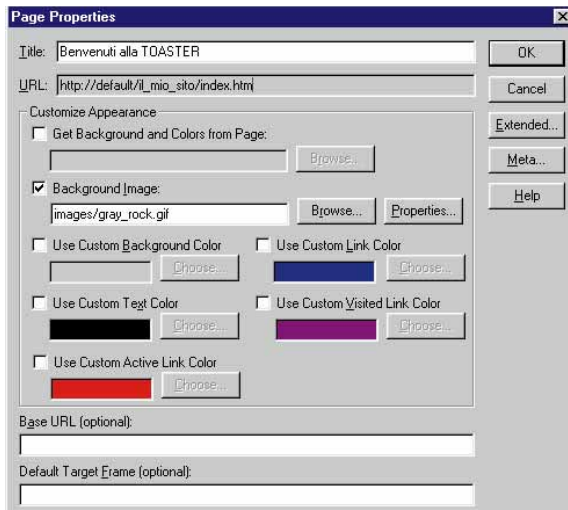 Page Properties
Title: Benvenuti alla TOASTER
OK
URL: http://default/il_mio_sito/index.htm
Cancel
Customize Appearance
Get Background and Colors from Page:
Extended...
Browse...
Meta...
Background Image:
Help
images/gray_rock.gif Browse... Properties...
Use Custom Background Color Use Custom Link Color
Choose... Choose...
Use Custom Text Color Use Custom Visited Link Color
Choose... Choose...
Use Custom Active Link Color
Choose...
Base URL (optional):
Default Target Frame (optional):